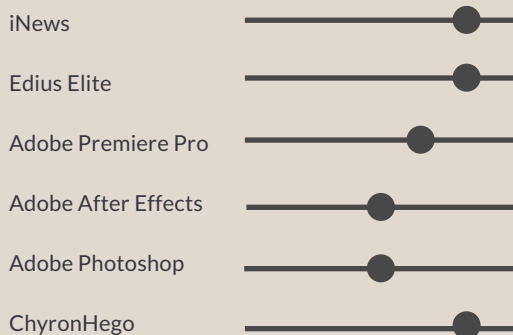 iNews
Edius Elite
Adobe Premiere Pro
Adobe After Effects
Adobe Photoshop
ChyronHego